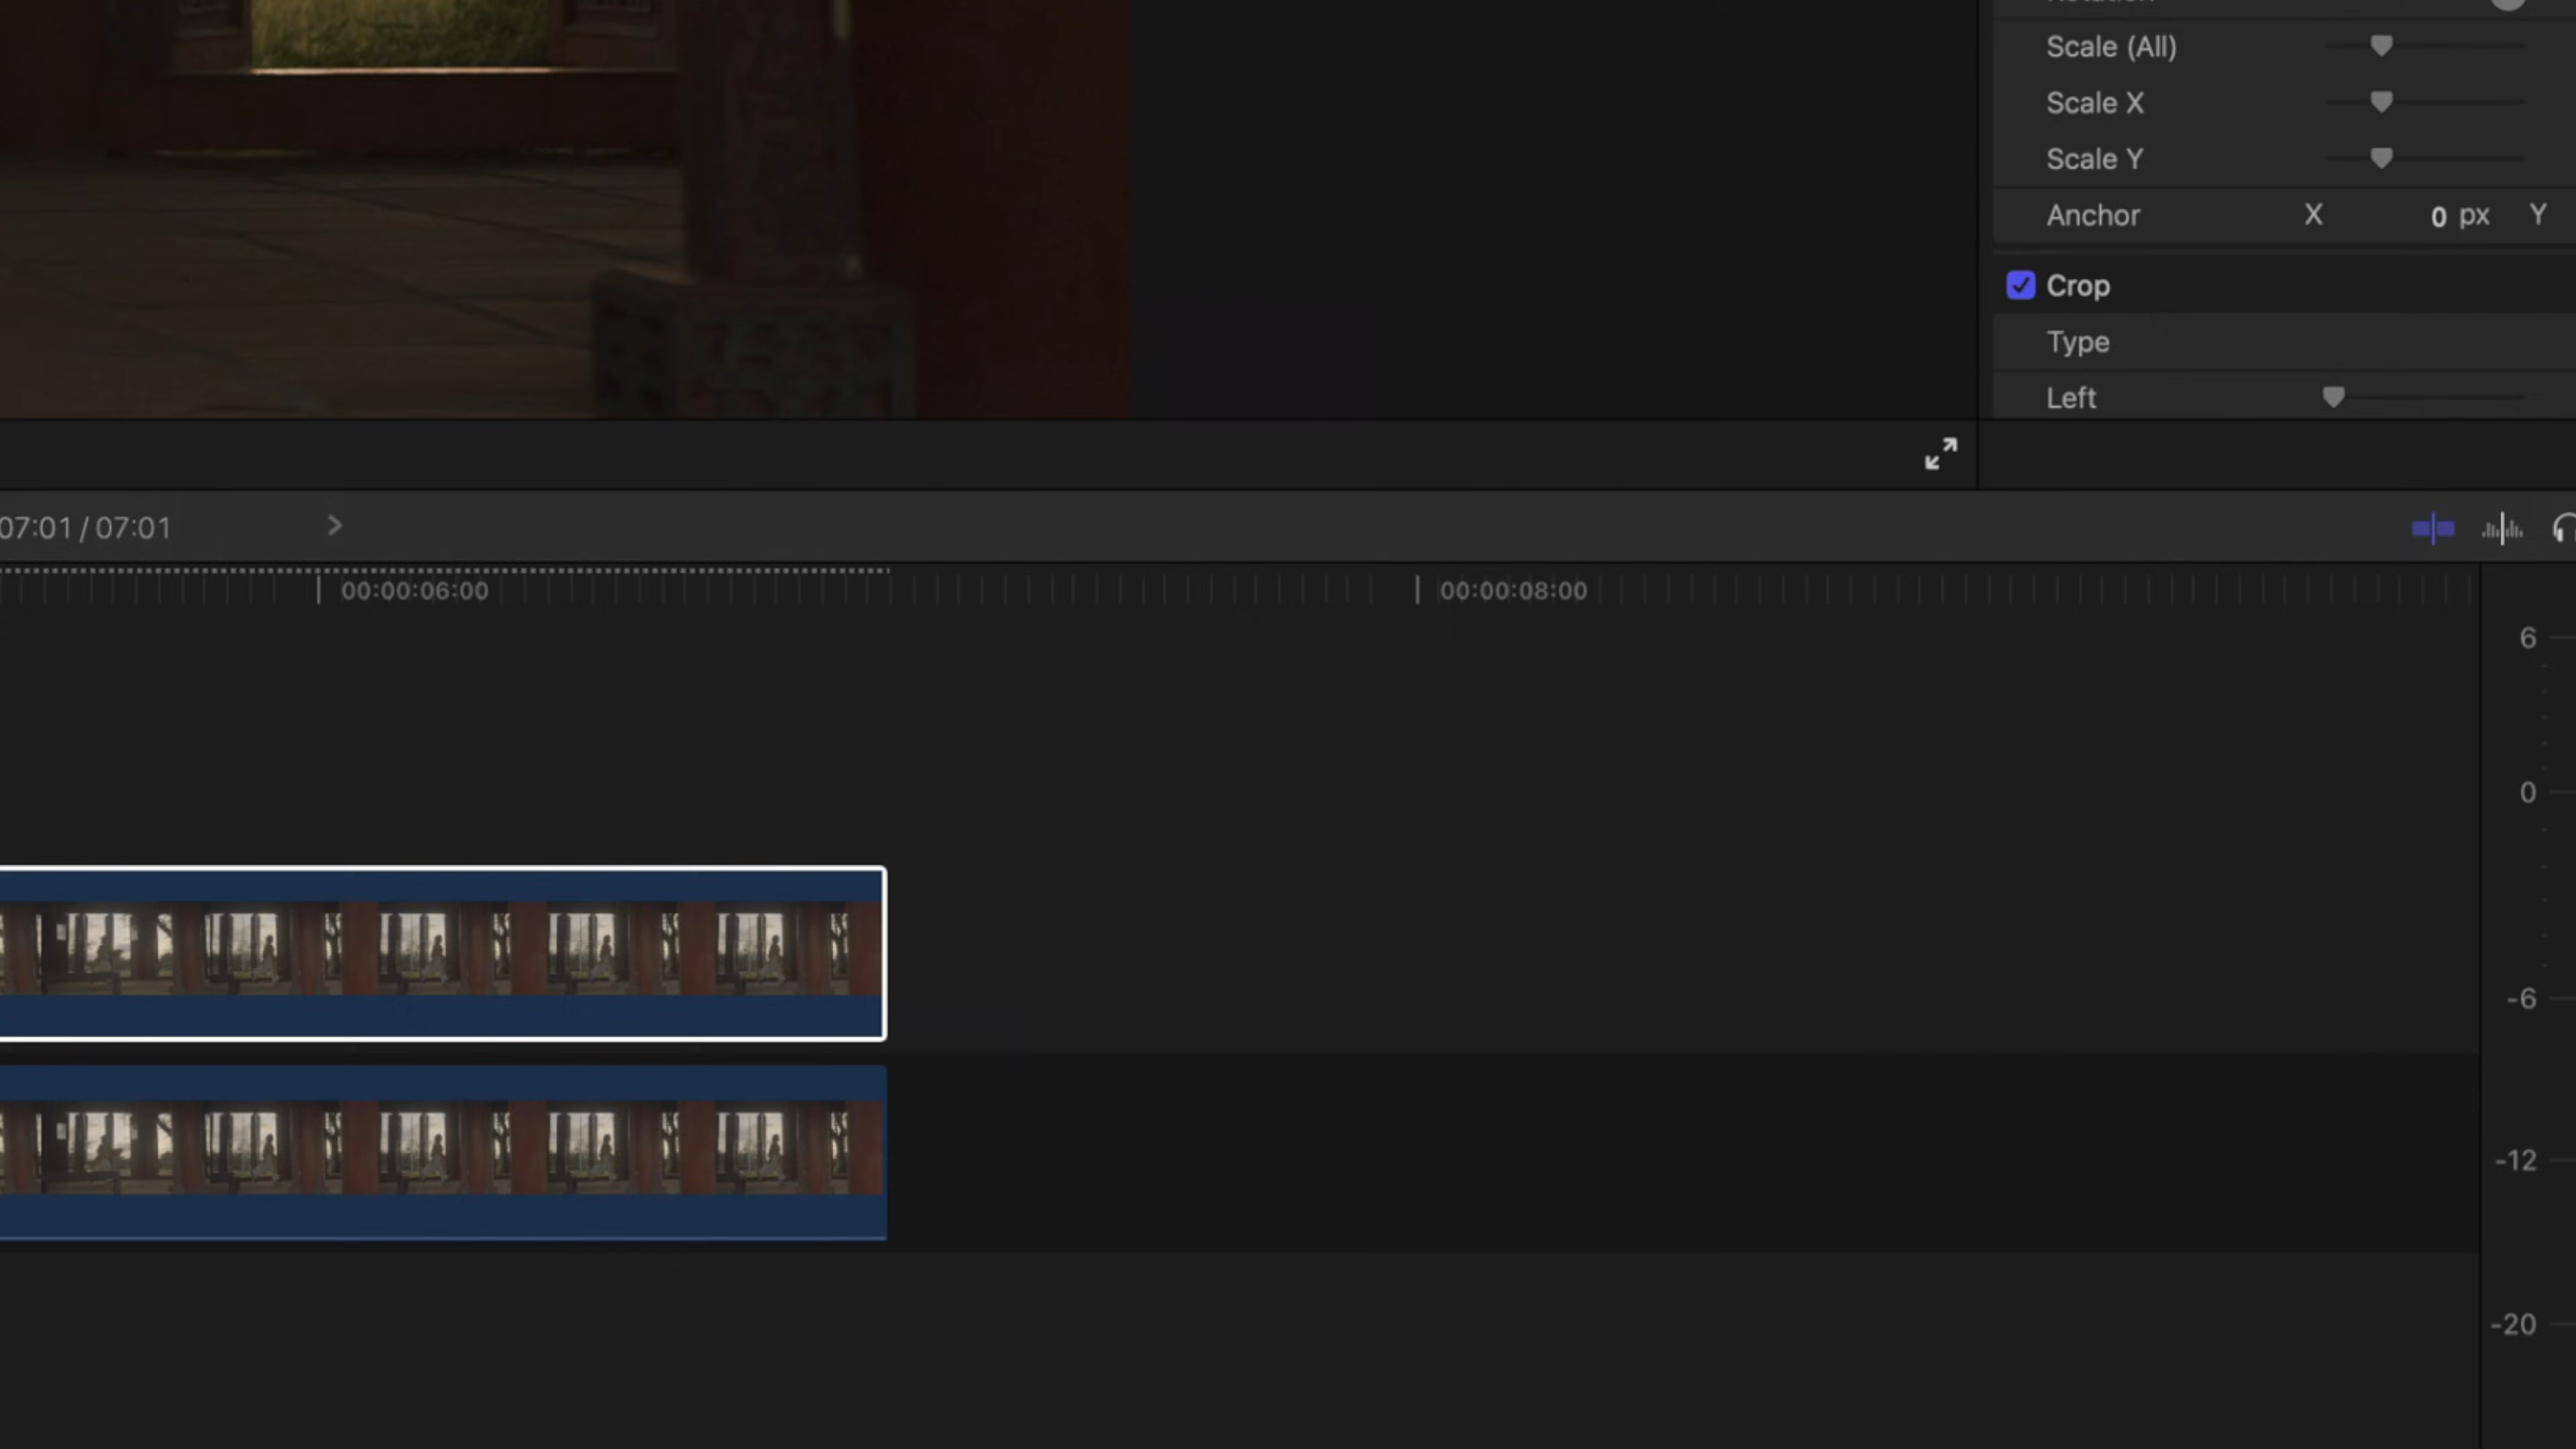 Scale (All)
Scale X
Scale Y
Anchor X 0 px Y
Crop
Type
Left
07:01 / 07:01
00:00:06:00
00:00:08:00
6
0
-6
-12
-20